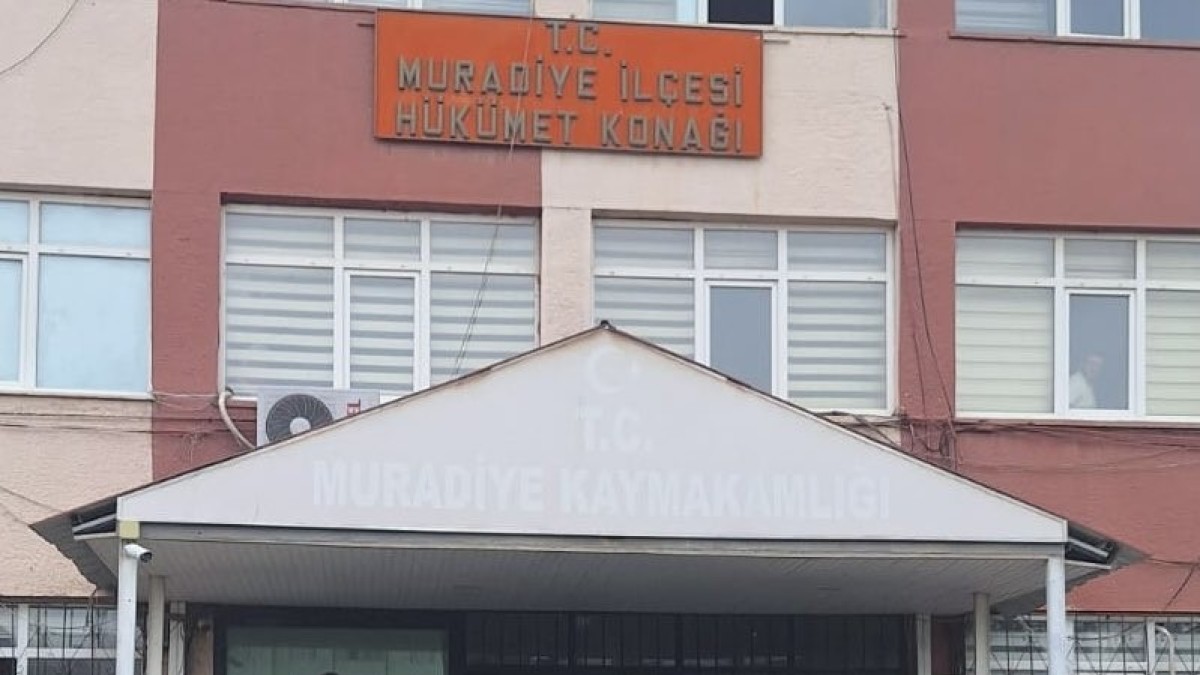 T.C.
MURADİYE İLÇESİ
HÜKÜMET KONAĞI
T.C.
MURADİYE KAYMAKAMLIĞI